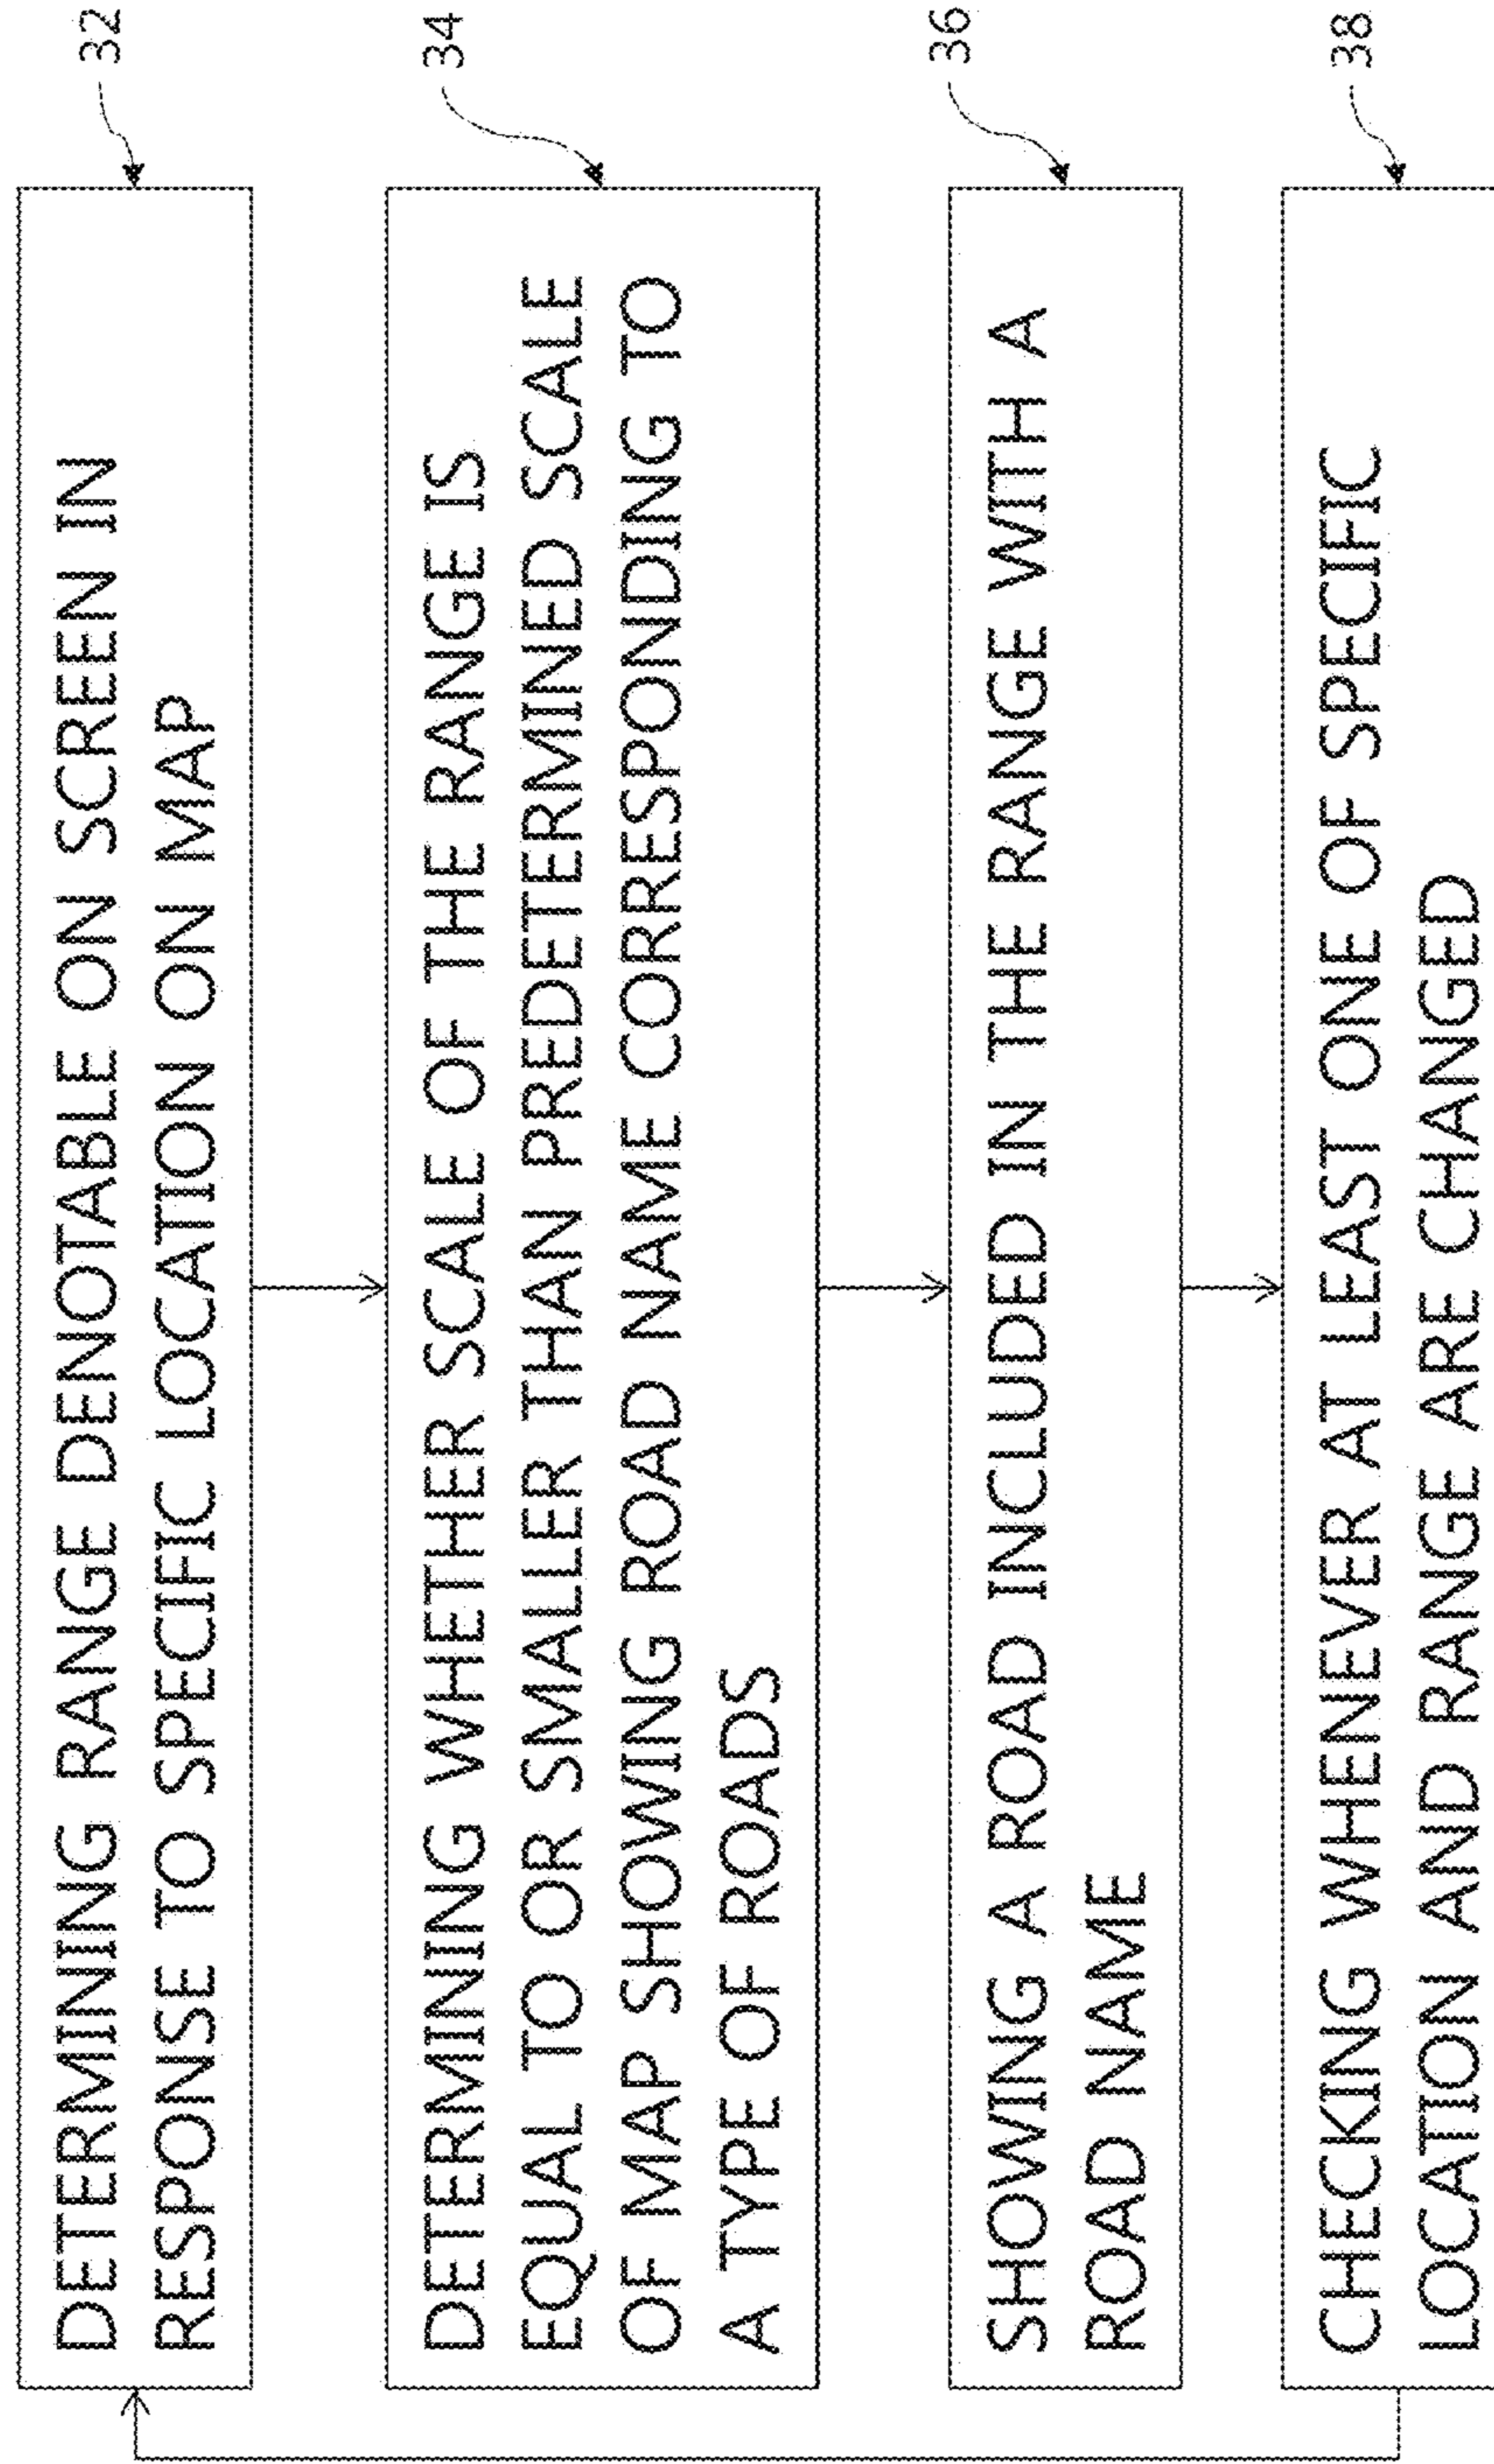 DETERMINING RANGE DENOTABLE ON SCREEN IN
RESPONSE TO SPECIFIC LOCATION ON MAP
32
DETERMINING WHETHER SCALE OF THE RANGE IS
EQUAL TO OR SMALLER THAN PREDETERMINED SCALE
OF MAP SHOWING ROAD NAME CORRESPONDING TO
A TYPE OF ROADS
34
SHOWING A ROAD INCLUDED IN THE RANGE WITH A
ROAD NAME
36
CHECKING WHENEVER AT LEAST ONE OF SPECIFIC
LOCATION AND RANGE ARE CHANGED
38